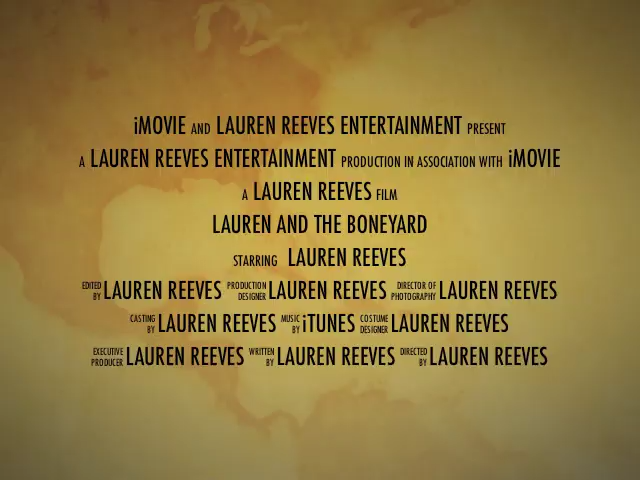 iMOVIE AND LAUREN REEVES ENTERTAINMENT PRESENT
A LAUREN REEVES ENTERTAINMENT PRODUCTION IN ASSOCIATION WITH iMOVIE
A LAUREN REEVES FILM
LAUREN AND THE BONEYARD
STARRING LAUREN REEVES
EDITED BY LAUREN REEVES PRODUCTION DESIGNER LAUREN REEVES DIRECTOR OF PHOTOGRAPHY LAUREN REEVES
CASTING BY LAUREN REEVES MUSIC BY iTUNES COSTUME DESIGNER LAUREN REEVES
EXECUTIVE PRODUCER LAUREN REEVES WRITTEN BY LAUREN REEVES DIRECTED BY LAUREN REEVES